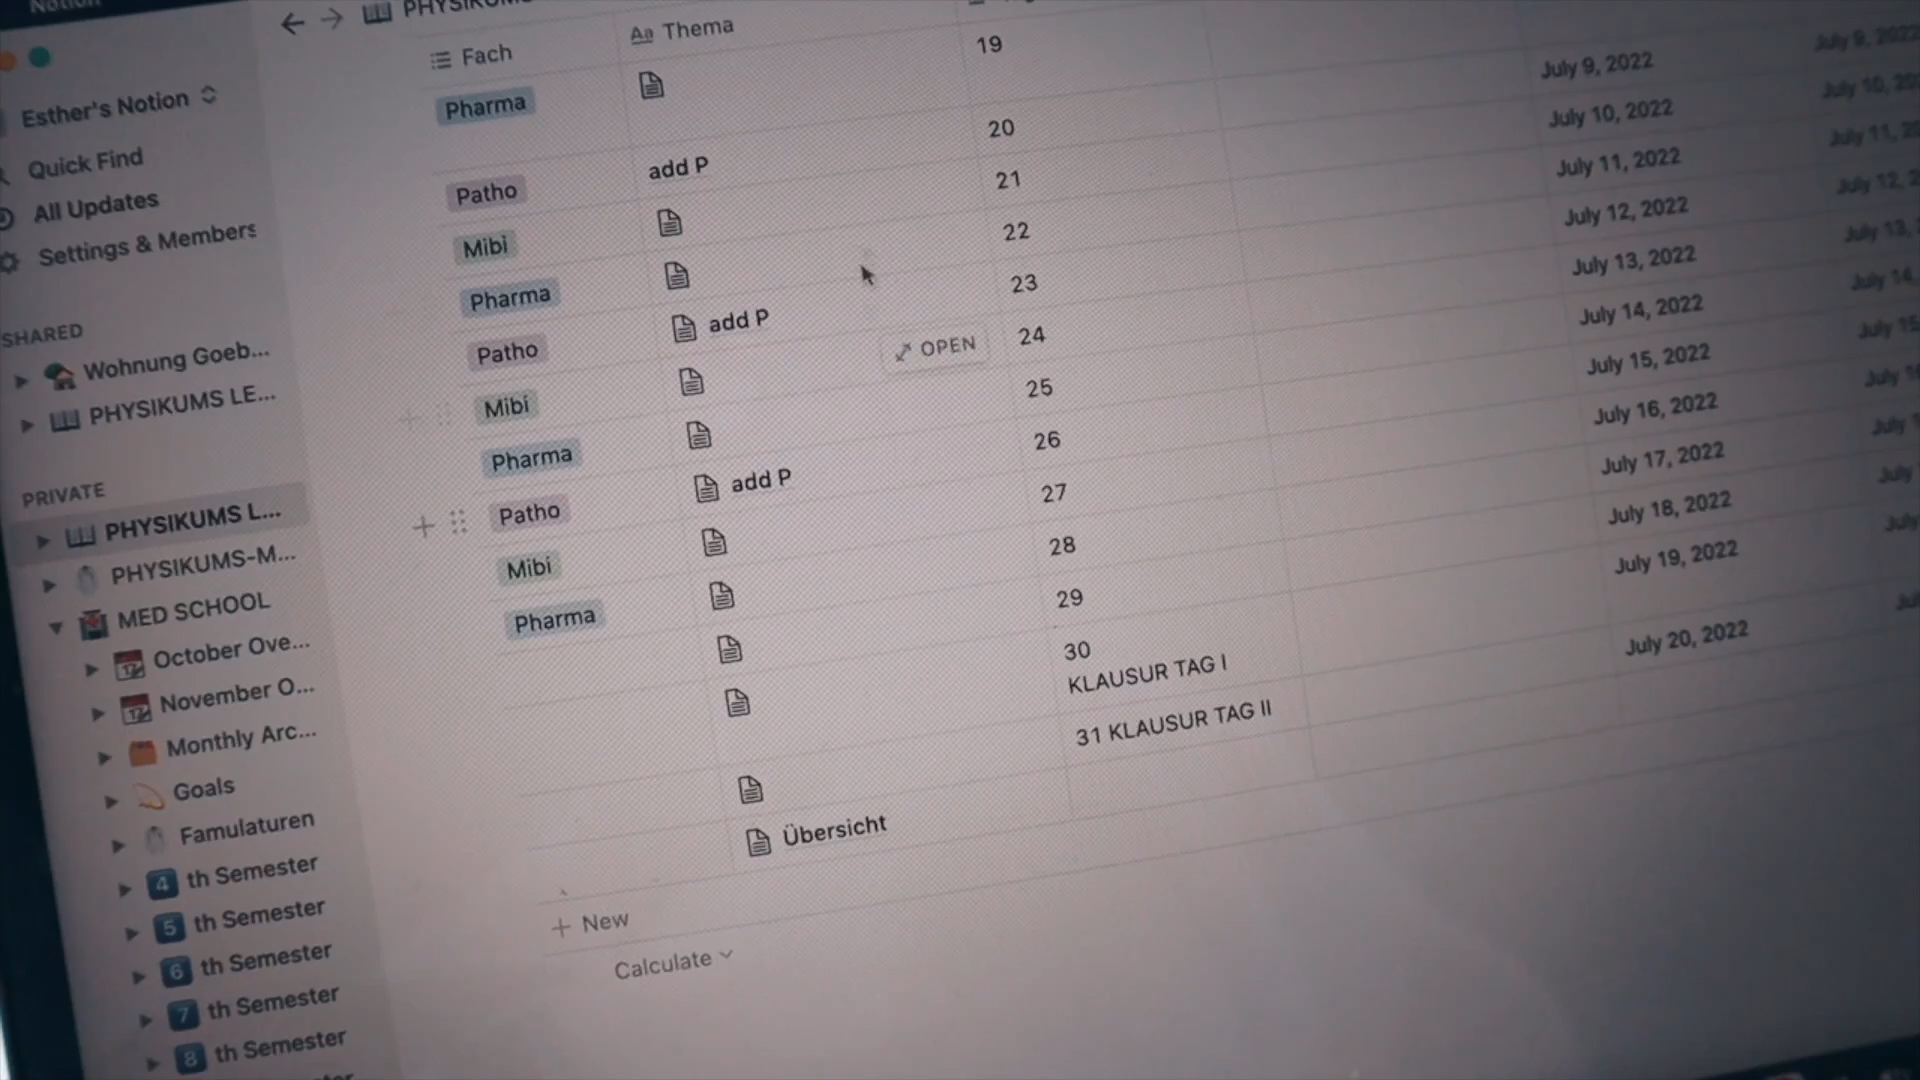 Notion
Esther's Notion
Quick Find
All Updates
Settings & Members
SHARED
Wohnung Goeb...
PHYSIKUMS LE...
PRIVATE
PHYSIKUMS L...
PHYSIKUMS-M...
MED SCHOOL
October Ove...
November O...
Monthly Arc...
Goals
Famulaturen
4 th Semester
5 th Semester
6 th Semester
7 th Semester
8 th Semester
Fach
Aa Thema
Pharma
19
July 9, 2022
July 9, 2022
Patho
add P
20
July 10, 2022
Mibi
21
July 11, 2022
Pharma
22
July 12, 2022
Patho
add P
23
July 13, 2022
Mibi
OPEN
24
July 14, 2022
Pharma
25
July 15, 2022
Patho
add P
26
July 16, 2022
Mibi
27
July 17, 2022
Pharma
28
July 18, 2022
29
July 19, 2022
30
KLAUSUR TAG I
July 20, 2022
31 KLAUSUR TAG II
Übersicht
+ New
Calculate